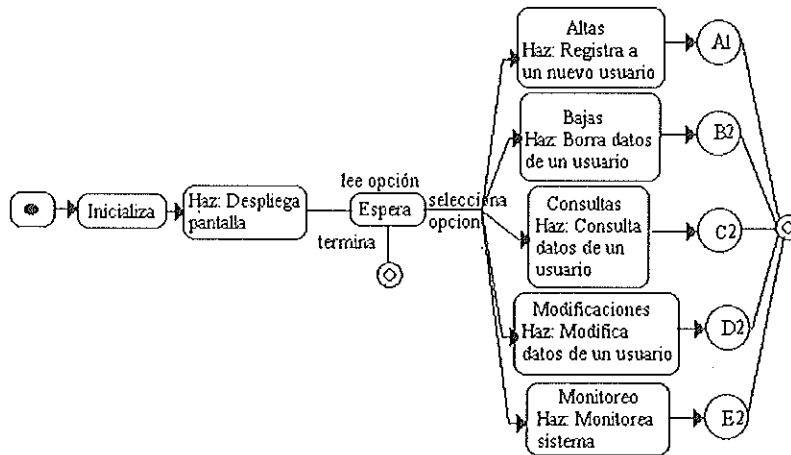 Inicializa
Haz: Despliega
pantalla
lee opción
Espera
termina
selecciona
opcion
Altas
Haz: Registra a
un nuevo usuario
A1
Bajas
Haz: Borra datos
de un usuario
B2
Consultas
Haz: Consulta
datos de un
usuario
C2
Modificaciones
Haz: Modifica
datos de un usuario
D2
Monitoreo
Haz: Monitorea
sistema
E2